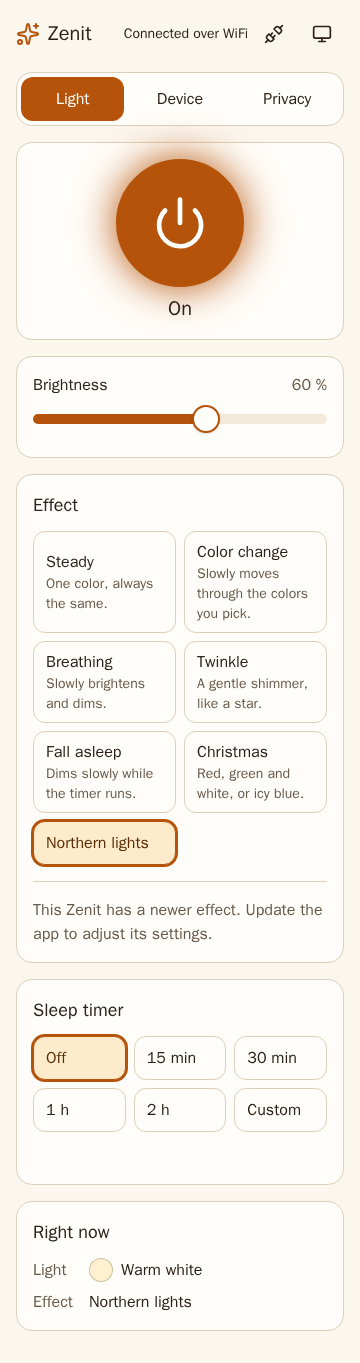 Zenit
Connected over WiFi
Light
Device
Privacy
On
Brightness
60 %
Effect
Steady
One color, always
the same.
Color change
Slowly moves
through the colors
you pick.
Breathing
Slowly brightens
and dims.
Twinkle
A gentle shimmer,
like a star.
Fall asleep
Dims slowly while
the timer runs.
Christmas
Red, green and
white, or icy blue.
Northern lights
This Zenit has a newer effect. Update the
app to adjust its settings.
Sleep timer
Off
15 min
30 min
1 h
2 h
Custom
Right now
Light
Warm white
Effect
Northern lights